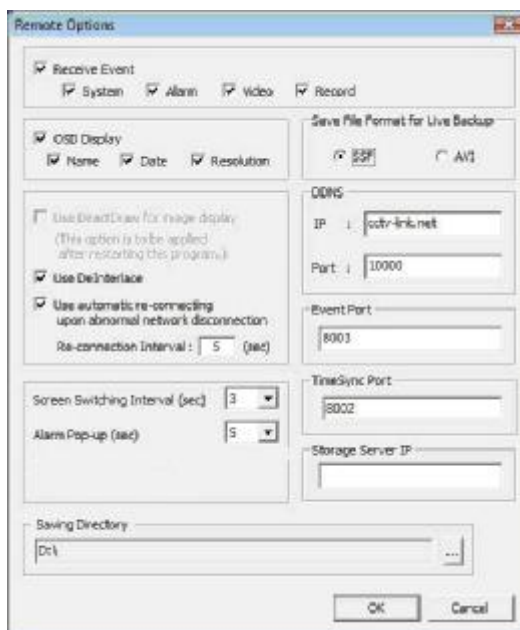 Remote Options
Receive Event
System Alarm Video Record
OSD Display
Name Date Resolution
Save File Format for Live Backup
SSF AVI
Use DirectDraw for image display
(This option is to be applied
after restarting this program.)
Use DeInterlace
Use automatic re-connecting
upon abnormal network disconnection
Re-connection Interval : 5 (sec)
DDNS
IP : cctv-link.net
Port : 10000
Event Port
8003
Screen Switching Interval (sec) 3
Alarm Pop-up (sec) 5
TimeSync Port
8002
Storage Server IP
Saving Directory
D:\
...
OK Cancel